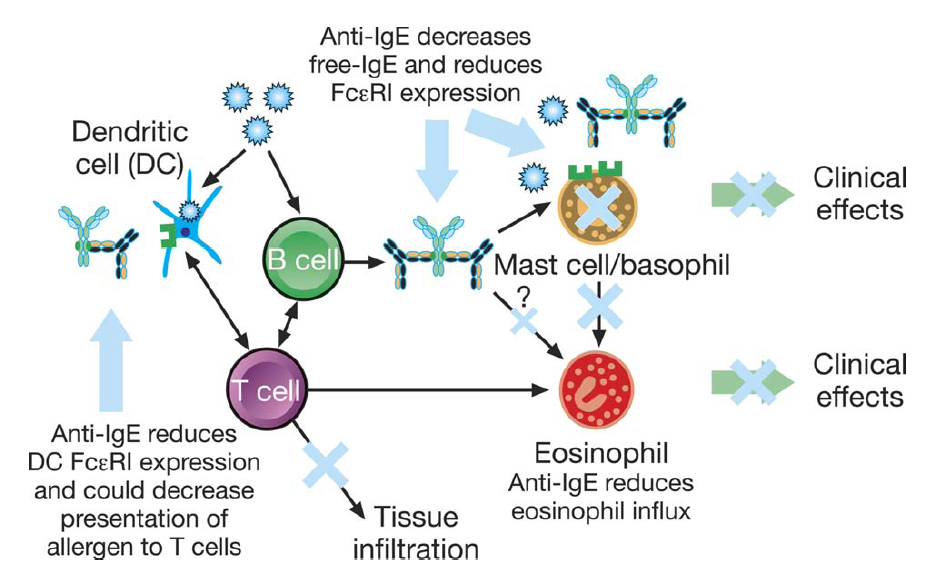 Anti-IgE decreases
free-IgE and reduces
FcεRI expression
Dendritic
cell (DC)
Clinical
effects
B cell
Mast cell/basophil
?
T cell
Clinical
effects
Anti-IgE reduces
DC FcεRI expression
and could decrease
presentation of
allergen to T cells
Eosinophil
Anti-IgE reduces
eosinophil influx
Tissue
infiltration